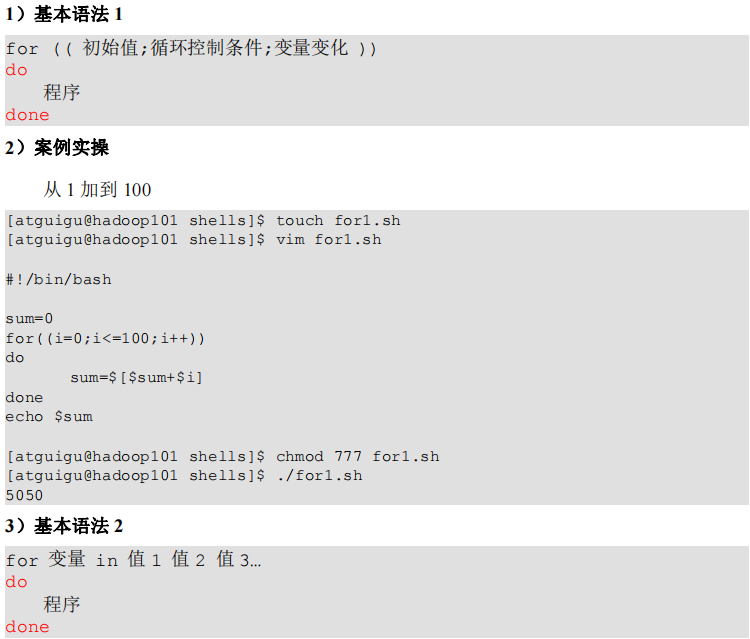 1）基本语法 1
for (( 初始值;循环控制条件;变量变化 ))
do
程序
done
2）案例实操
从 1 加到 100
[atguigu@hadoop101 shells]$ touch for1.sh
[atguigu@hadoop101 shells]$ vim for1.sh
#!/bin/bash
sum=0
for((i=0;i<=100;i++))
do
sum=$[$sum+$i]
done
echo $sum
[atguigu@hadoop101 shells]$ chmod 777 for1.sh
[atguigu@hadoop101 shells]$ ./for1.sh
5050
3）基本语法 2
for 变量 in 值 1 值 2 值 3…
do
程序
done